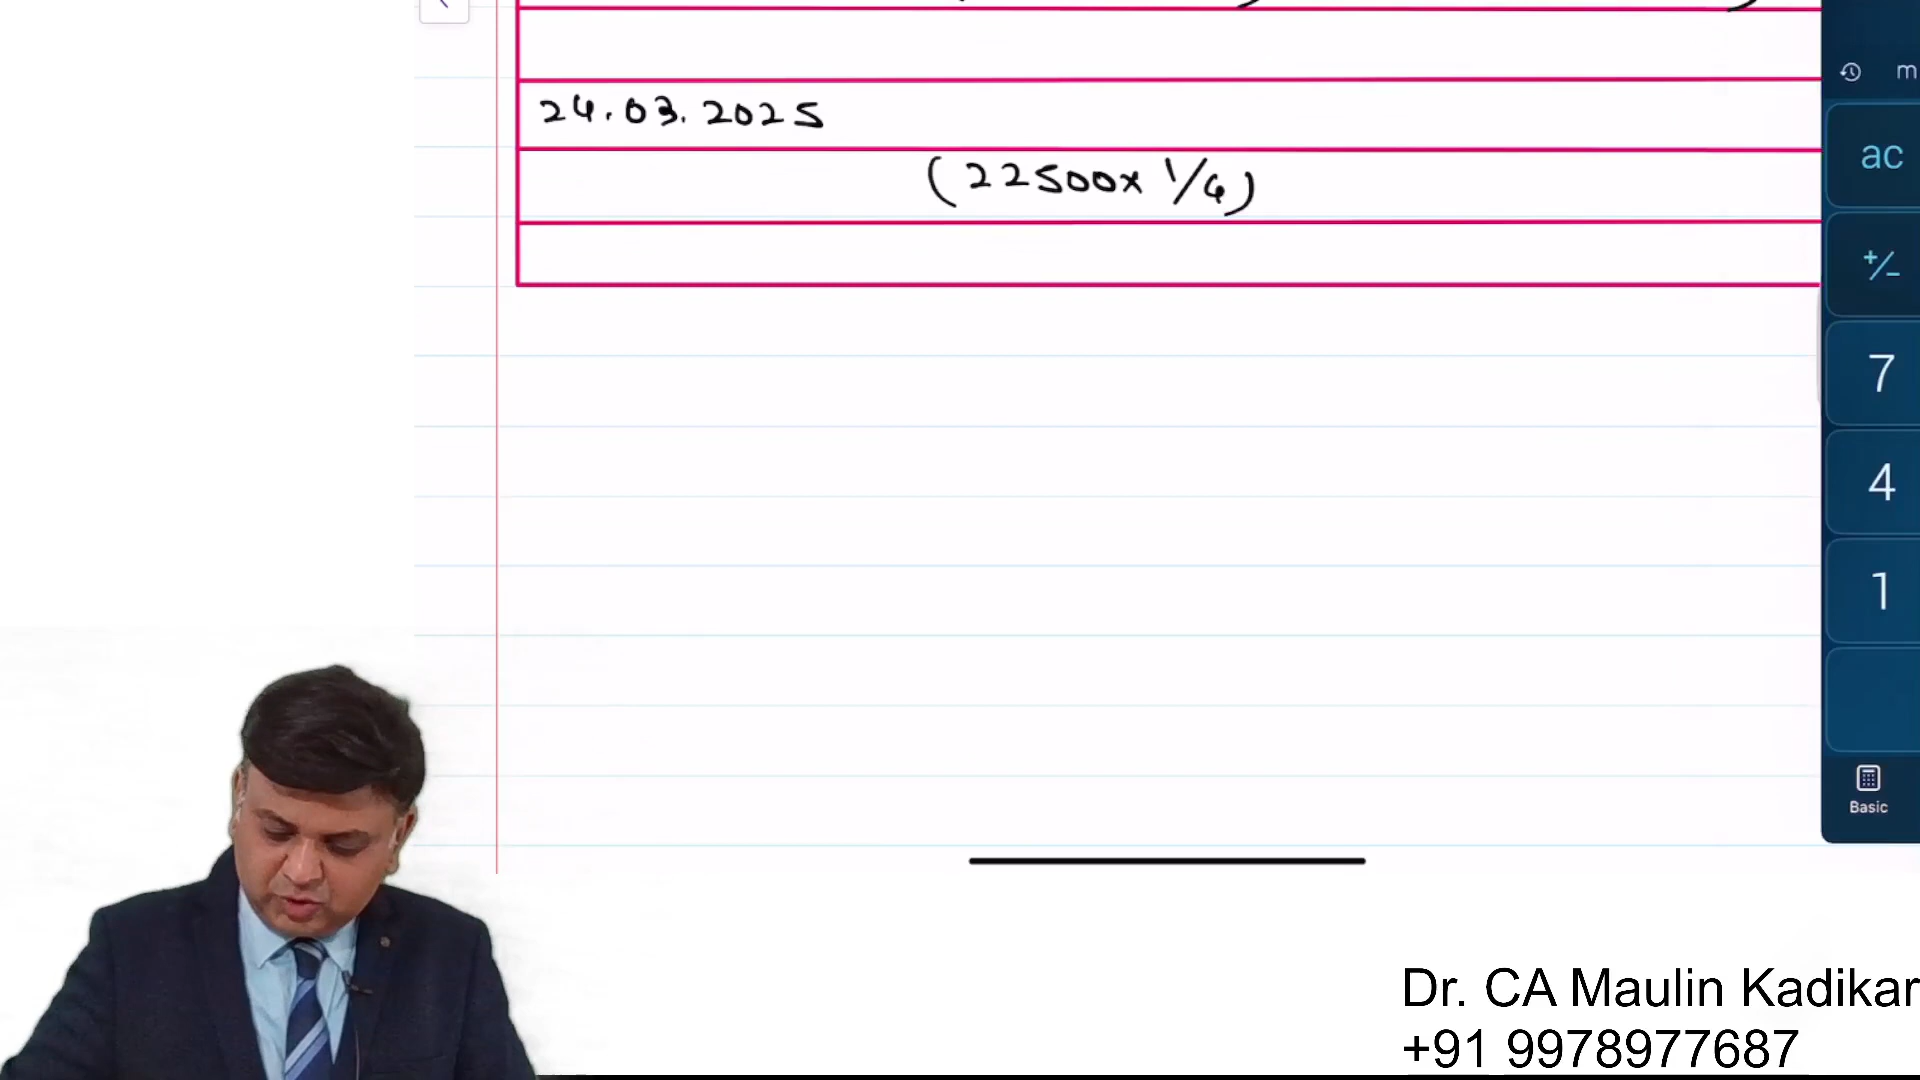 m
24.03.2025
ac
(22500x 1/4)
+/-
7
4
1
Basic
Dr. CA Maulin Kadikar
+91 9978977687